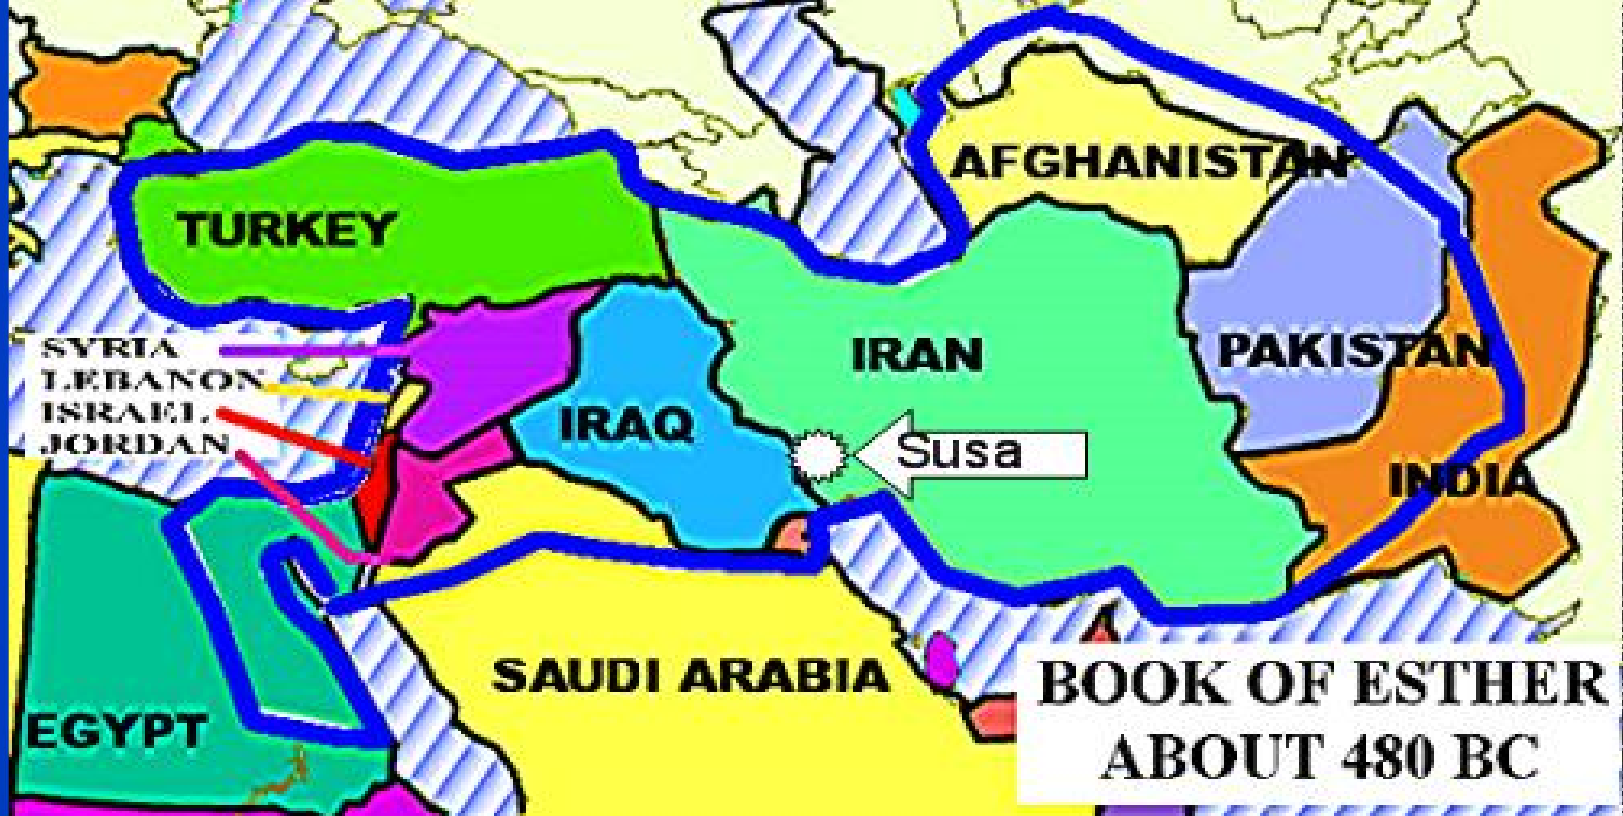 AFGHANISTAN
TURKEY
SYRIA
LEBANON
ISRAEL
JORDAN
IRAN
PAKISTAN
IRAQ
Susa
INDIA
SAUDI ARABIA
EGYPT
BOOK OF ESTHER
ABOUT 480 BC